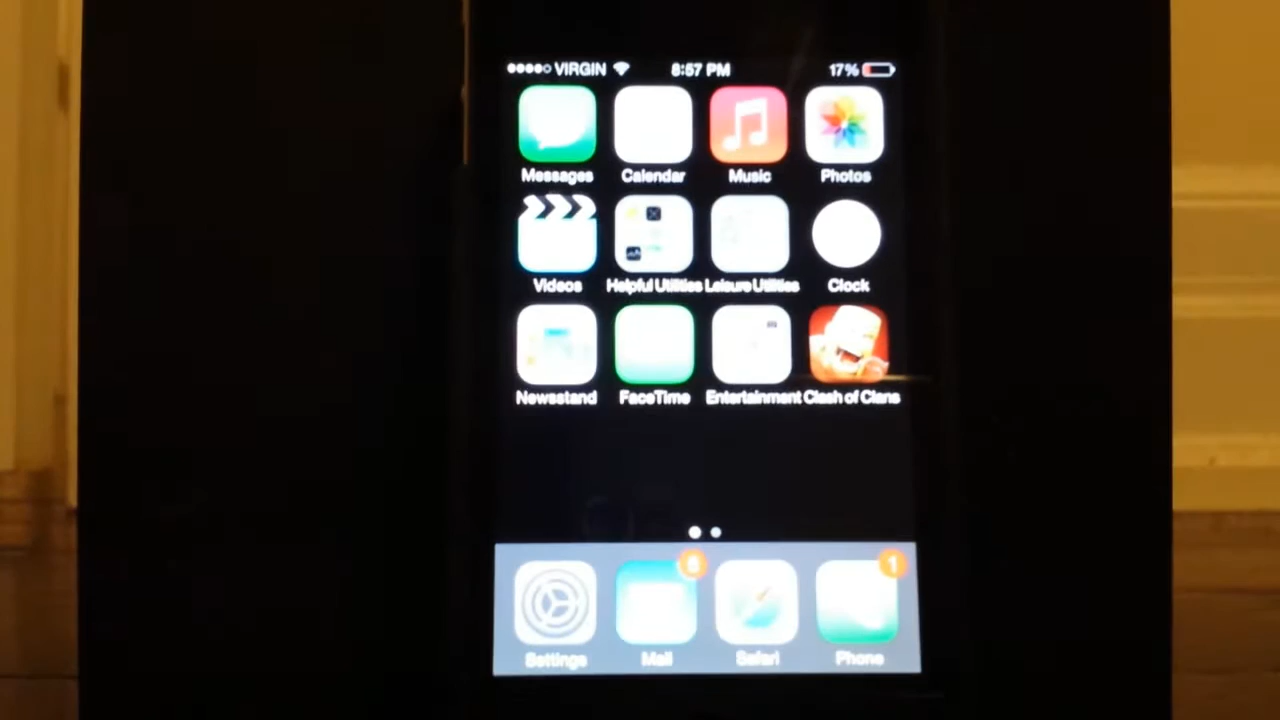 VIRGIN 8:57 PM 17%
Messages Calendar Music Photos
Videos Helpful Utilities Leisure Utilities Clock
Newsstand FaceTime Entertainment Clash of Clans
1
Settings Mail Safari Phone